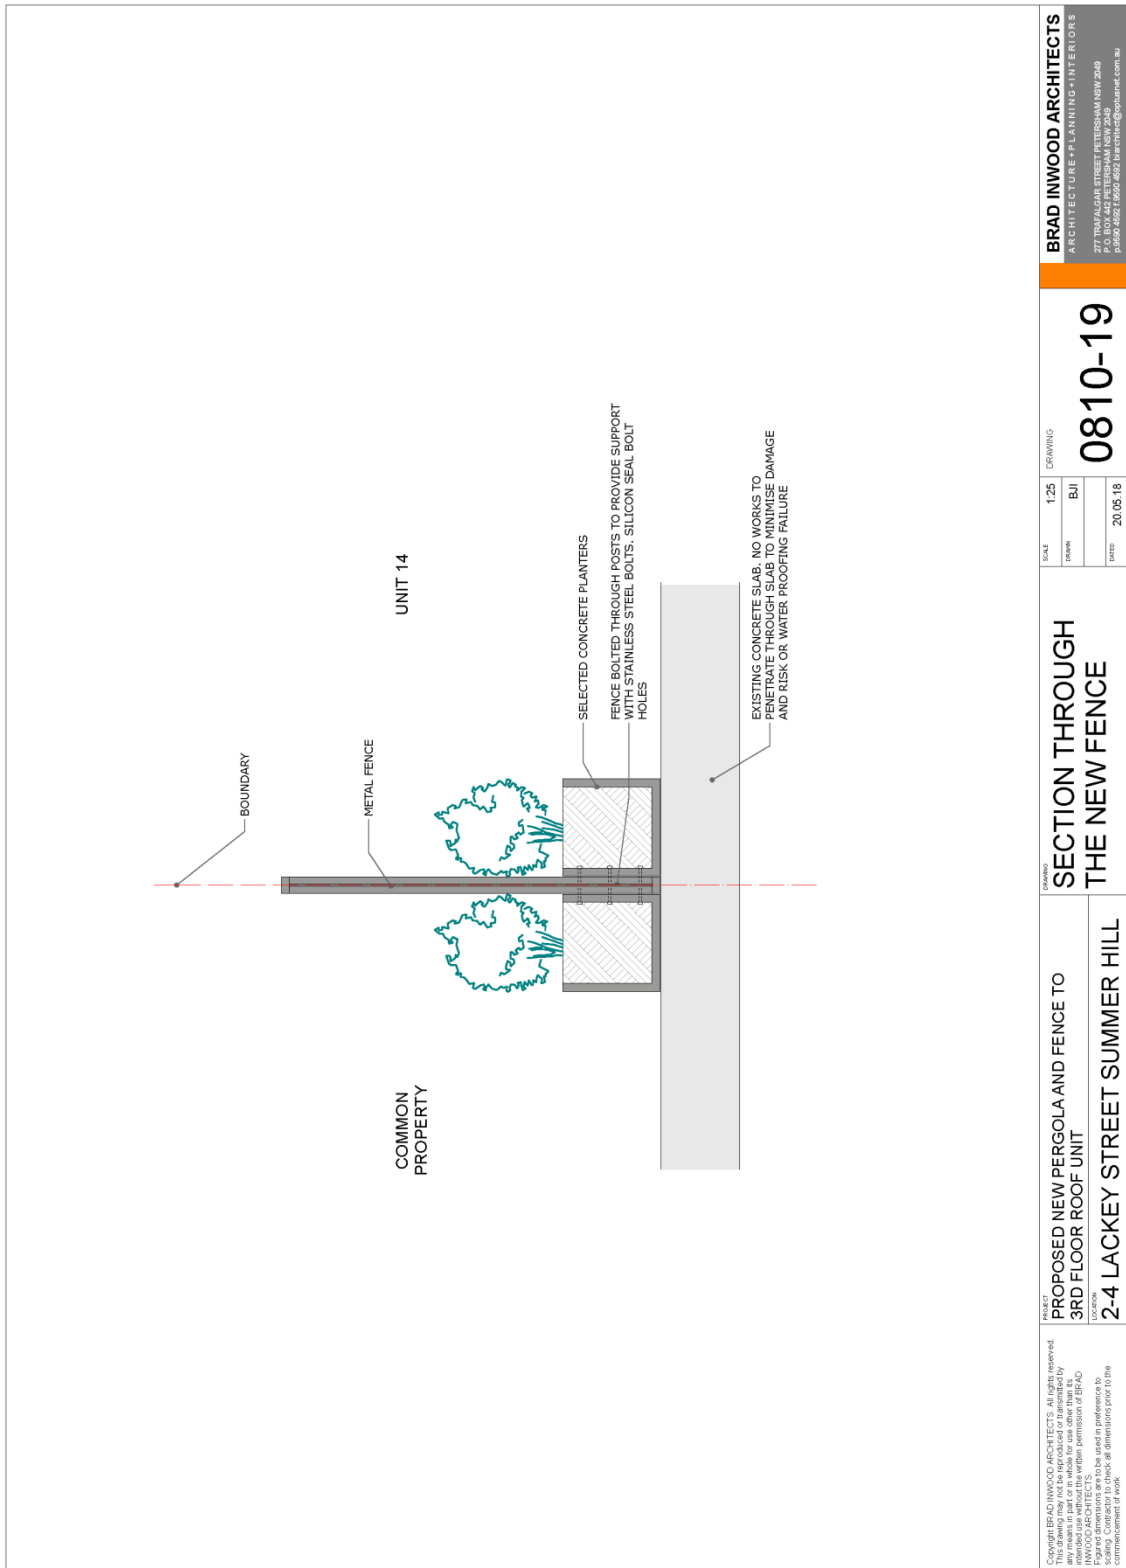 BOUNDARY
METAL FENCE
COMMON
PROPERTY
UNIT 14
SELECTED CONCRETE PLANTERS
FENCE BOLTED THROUGH POSTS TO PROVIDE SUPPORT
WITH STAINLESS STEEL BOLTS. SILICON SEAL BOLT
HOLES
EXISTING CONCRETE SLAB. NO WORKS TO
PENETRATE THROUGH SLAB TO MINIMISE DAMAGE
AND RISK OR WATER PROOFING FAILURE
Copyright BRAD INWOOD ARCHITECTS. All rights reserved.
This drawing may not be reproduced or transmitted by
any means in part or in whole for use other than its
intended use without the written permission of BRAD
INWOOD ARCHITECTS.
Figured dimensions are to be used in preference to
scaling. Contractor to check all dimensions prior to the
commencement of work
PROJECT
PROPOSED NEW PERGOLA AND FENCE TO
3RD FLOOR ROOF UNIT
LOCATION
2-4 LACKEY STREET SUMMER HILL
DRAWING
SECTION THROUGH
THE NEW FENCE
SCALE 1:25
DRAWN BJI
DATED 20.05.18
DRAWING
0810-19
BRAD INWOOD ARCHITECTS
ARCHITECTURE+PLANNING+INTERIORS
277 TRAFALGAR STREET PETERSHAM NSW 2049
P.O. BOX 442 PETERSHAM NSW 2049
p.9590 4592 f.9590 4592 biarchitect@optusnet.com.au